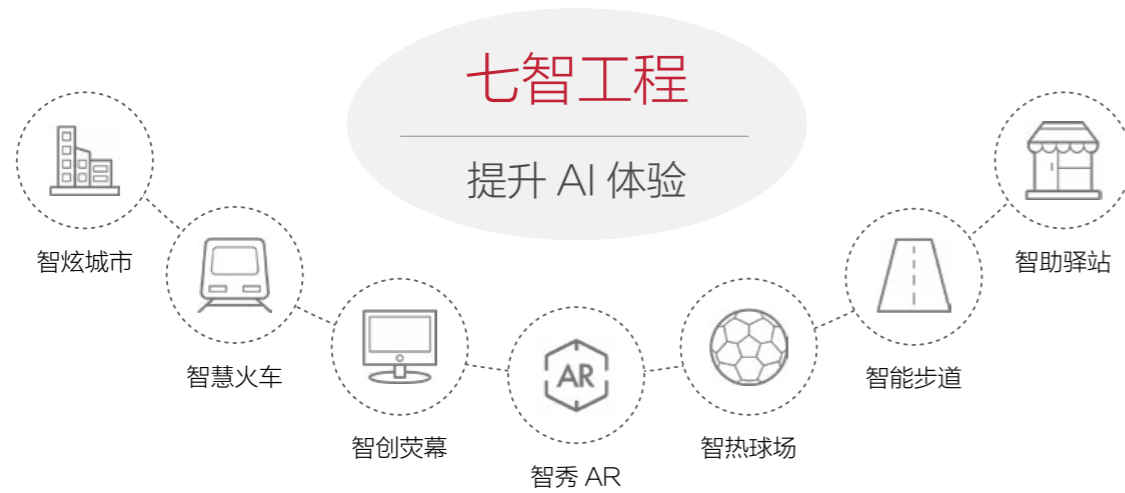 七智工程
提升 AI 体验
智炫城市
智慧火车
智创荧幕
AR
智秀 AR
智热球场
智能步道
智助驿站